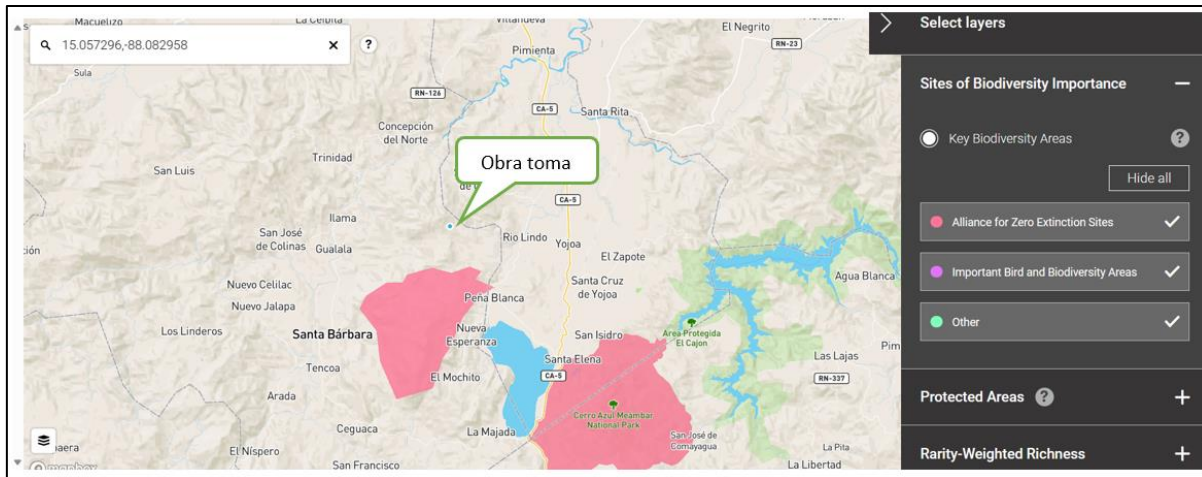 Macuelizo
La Ceibita
Villanueva
El Negrito
RN-23
15.057296,-88.082958
×
?
Sula
Pimienta
RN-126
CA-5
Santa Rita
Concepción
del Norte
Trinidad
San Luis
Obra toma
CA-5
Ilama
San José
de Colinas
Gualala
Rio Lindo
Yojoa
El Zapote
Agua Blanca
Nuevo Celilac
Santa Cruz
de Yojoa
Peña Blanca
Nuevo Jalapa
Los Linderos
Santa Bárbara
Nueva
Esperanza
San Isidro
Area Protegida
El Cajon
Las Lajas
Santa Elena
Tencoa
El Mochito
CA-5
RN-337
Arada
Cerro Azul Meambar
National Park
Ceguaca
La Majada
San José de
Comayagua
La Pita
El Níspero
San Francisco
La Libertad
mapbox
Select layers
Sites of Biodiversity Importance
Key Biodiversity Areas
?
Hide all
Alliance for Zero Extinction Sites
Important Bird and Biodiversity Areas
Other
Protected Areas ?
Rarity-Weighted Richness